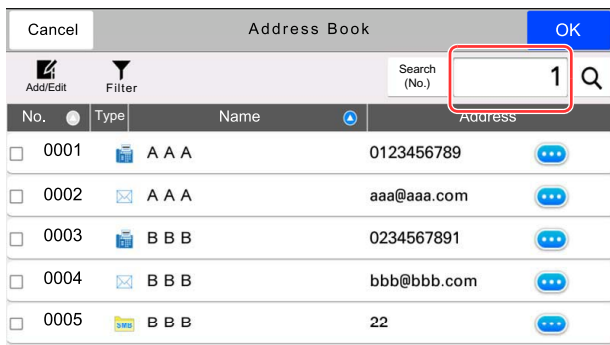 Cancel Address Book OK
Add/Edit Filter Search (No.) 1
No. Type Name Address
0001 A A A 0123456789
0002 A A A aaa@aaa.com
0003 B B B 0234567891
0004 B B B bbb@bbb.com
0005 SMB B B B 22